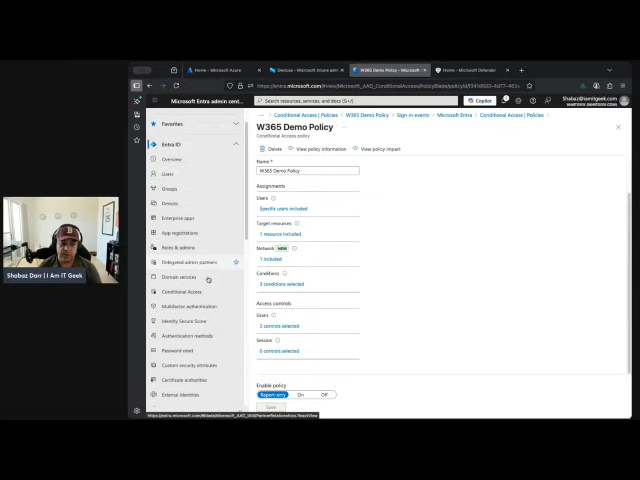 Home - Microsoft Azure
Devices - Microsoft Intune adm
W365 Demo Policy - Microsoft
Home - Microsoft Defender
Microsoft Entra admin cent...
Search resources, services, and docs (G+/)
Copilot
Shabaz@iamitgeek.com
Favorites
Entra ID
Overview
Users
Groups
Devices
Enterprise apps
App registrations
Roles & admins
Delegated admin partners
Domain services
Conditional Access
Multifactor authentication
Identity Secure Score
Authentication methods
Password reset
Custom security attributes
Certificate authorities
External identities
... > Conditional Access | Policies > W365 Demo Policy > Sign-in events > Microsoft Entra > Conditional Access | Policies >
W365 Demo Policy ...
Conditional Access policy
Delete
View policy information
View policy impact
Name *
W365 Demo Policy
Assignments
Users
Specific users included
Target resources
1 resource included
Network NEW
1 included
Conditions
3 conditions selected
Access controls
Grant
2 controls selected
Session
6 controls selected
Enable policy
Report-only On Off
Save
Shabaz Darr | I Am IT Geek